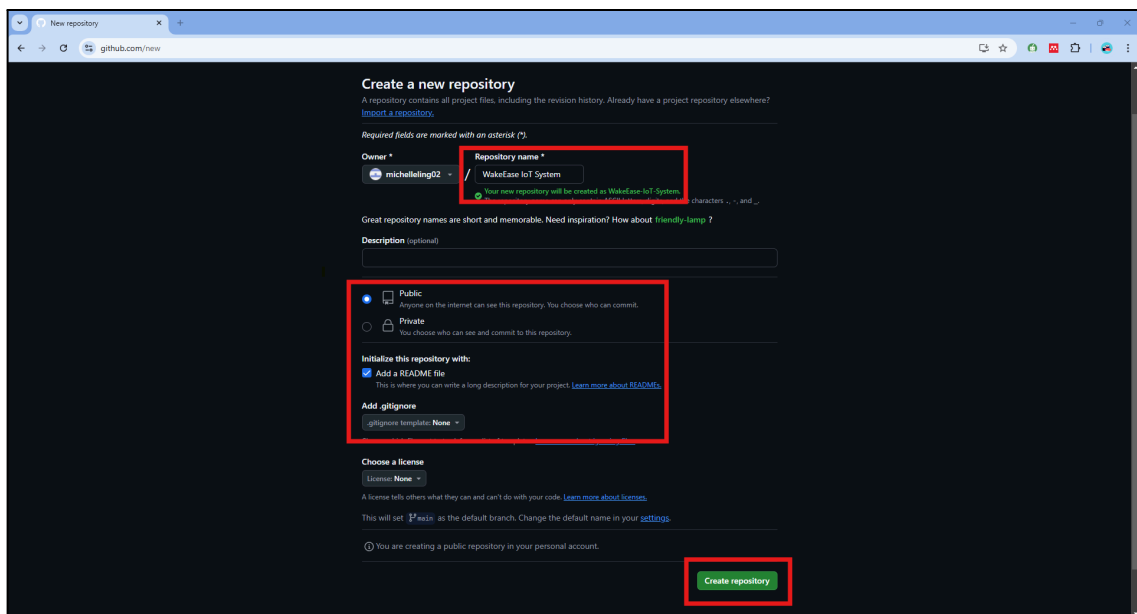 New repository
github.com/new
Create a new repository
A repository contains all project files, including the revision history. Already have a project repository elsewhere?
Import a repository.
Required fields are marked with an asterisk (*).
Owner *
Repository name *
michelleling02
/
WakeEase IoT System
Your new repository will be created as WakeEase-IoT-System.
characters ., -, and _.
Great repository names are short and memorable. Need inspiration? How about friendly-lamp ?
Description (optional)
Public
Anyone on the internet can see this repository. You choose who can commit.
Private
You choose who can see and commit to this repository.
Initialize this repository with:
Add a README file
This is where you can write a long description for your project. Learn more about READMEs.
Add .gitignore
.gitignore template: None
Choose a license
License: None
A license tells others what they can and can't do with your code. Learn more about licenses.
This will set main as the default branch. Change the default name in your settings.
You are creating a public repository in your personal account.
Create repository